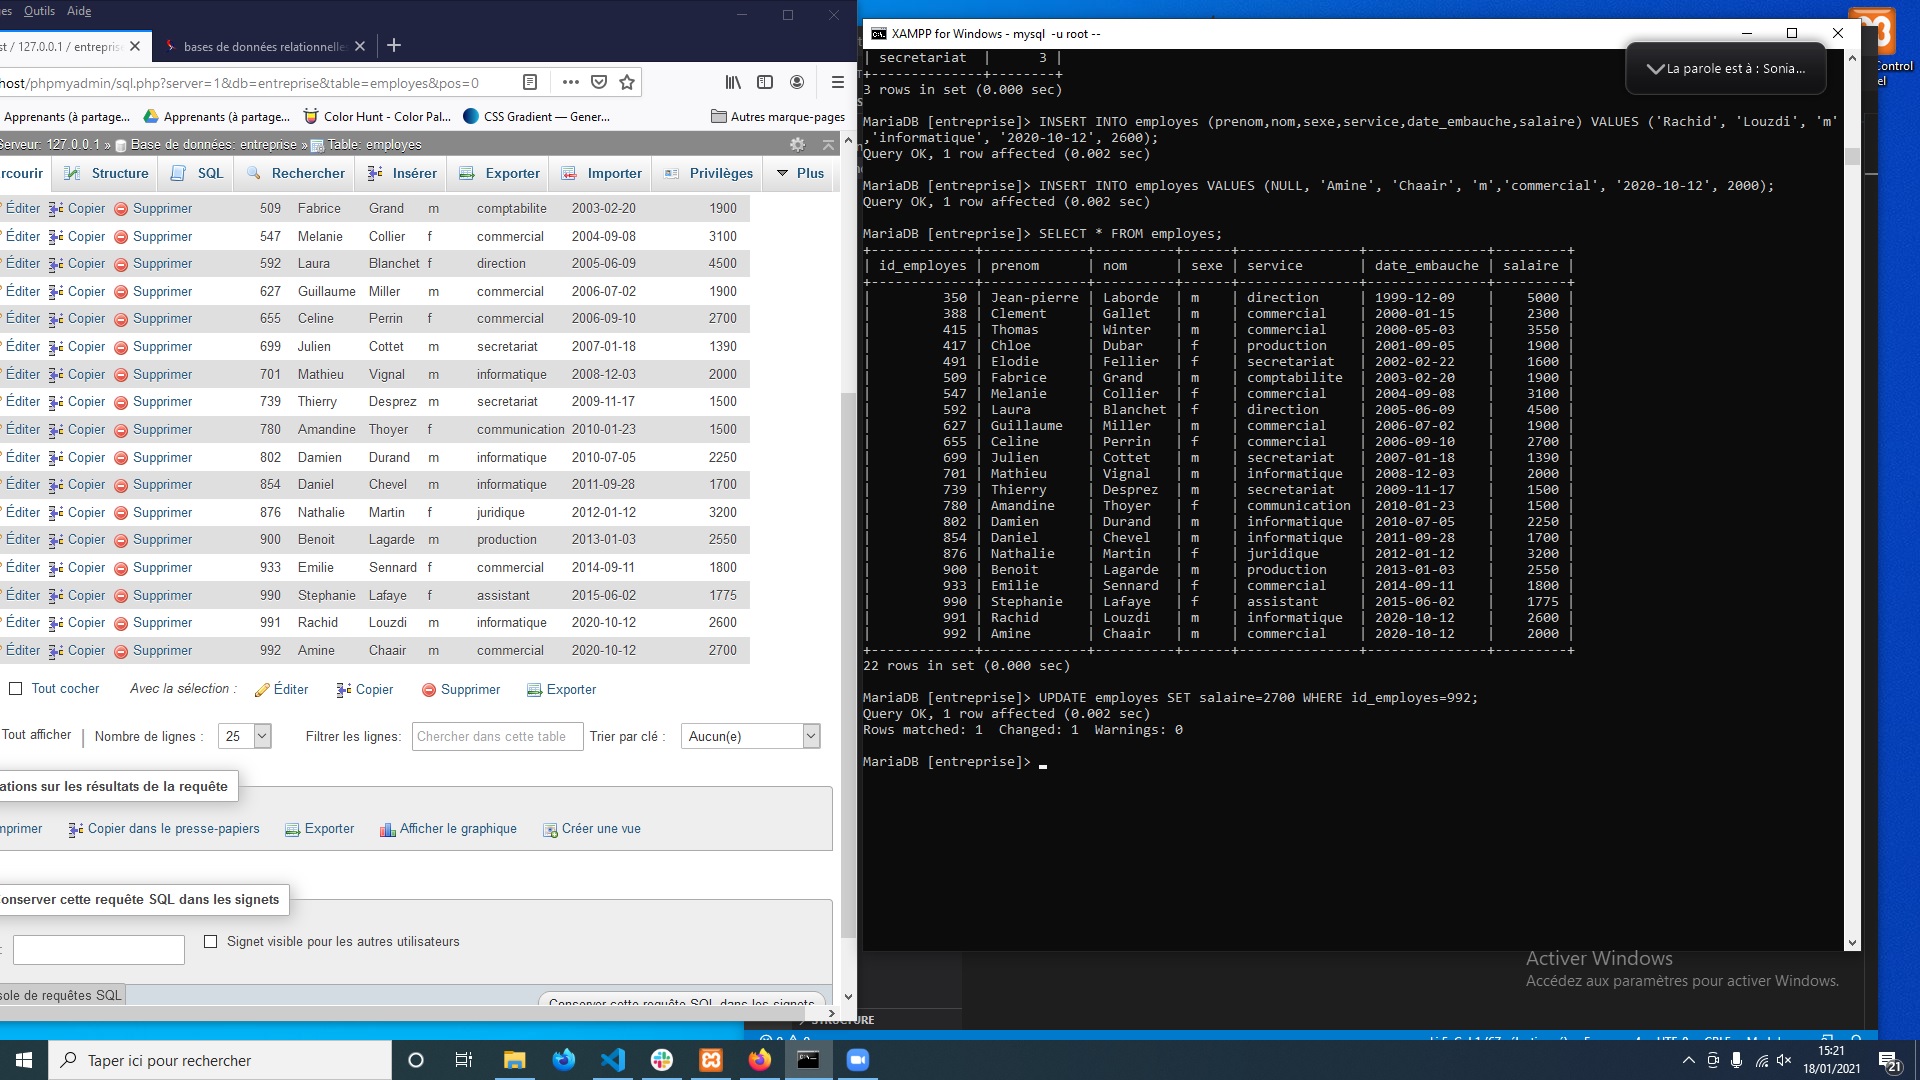 es Outils Aide
st / 127.0.0.1 / entreprise
bases de données relationnelle
host/phpmyadmin/sql.php?server=1&db=entreprise&table=employes&pos=0
Apprenants (à partage... Apprenants (à partage... Color Hunt - Color Pal... CSS Gradient — Gener... Autres marque-pages
Serveur: 127.0.0.1 » Base de données: entreprise » Table: employes
rcourir Structure SQL Rechercher Insérer Exporter Importer Privilèges Plus
Éditer Copier Supprimer 509 Fabrice Grand m comptabilite 2003-02-20 1900
Éditer Copier Supprimer 547 Melanie Collier f commercial 2004-09-08 3100
Éditer Copier Supprimer 592 Laura Blanchet f direction 2005-06-09 4500
Éditer Copier Supprimer 627 Guillaume Miller m commercial 2006-07-02 1900
Éditer Copier Supprimer 655 Celine Perrin f commercial 2006-09-10 2700
Éditer Copier Supprimer 699 Julien Cottet m secretariat 2007-01-18 1390
Éditer Copier Supprimer 701 Mathieu Vignal m informatique 2008-12-03 2000
Éditer Copier Supprimer 739 Thierry Desprez m secretariat 2009-11-17 1500
Éditer Copier Supprimer 780 Amandine Thoyer f communication 2010-01-23 1500
Éditer Copier Supprimer 802 Damien Durand m informatique 2010-07-05 2250
Éditer Copier Supprimer 854 Daniel Chevel m informatique 2011-09-28 1700
Éditer Copier Supprimer 876 Nathalie Martin f juridique 2012-01-12 3200
Éditer Copier Supprimer 900 Benoit Lagarde m production 2013-01-03 2550
Éditer Copier Supprimer 933 Emilie Sennard f commercial 2014-09-11 1800
Éditer Copier Supprimer 990 Stephanie Lafaye f assistant 2015-06-02 1775
Éditer Copier Supprimer 991 Rachid Louzdi m informatique 2020-10-12 2600
Éditer Copier Supprimer 992 Amine Chaair m commercial 2020-10-12 2700
Tout cocher Avec la sélection : Éditer Copier Supprimer Exporter
Tout afficher | Nombre de lignes : 25 Filtrer les lignes: Chercher dans cette table Trier par clé : Aucun(e)
ations sur les résultats de la requête
mprimer Copier dans le presse-papiers Exporter Afficher le graphique Créer une vue
onserver cette requête SQL dans les signets
: Signet visible pour les autres utilisateurs
sole de requêtes SQL
Conserver cette requête SQL dans les signets
XAMPP for Windows - mysql -u root --
La parole est à : Sonia...
| secretariat | 3 |
+-------------+--------+
3 rows in set (0.000 sec)
MariaDB [entreprise]> INSERT INTO employes (prenom,nom,sexe,service,date_embauche,salaire) VALUES ('Rachid', 'Louzdi', 'm'
,'informatique', '2020-10-12', 2600);
Query OK, 1 row affected (0.002 sec)
MariaDB [entreprise]> INSERT INTO employes VALUES (NULL, 'Amine', 'Chaair', 'm','commercial', '2020-10-12', 2000);
Query OK, 1 row affected (0.002 sec)
MariaDB [entreprise]> SELECT * FROM employes;
+-------------+-------------+----------+------+---------------+---------------+---------+
| id_employes | prenom | nom | sexe | service | date_embauche | salaire |
+-------------+-------------+----------+------+---------------+---------------+---------+
| 350 | Jean-pierre | Laborde | m | direction | 1999-12-09 | 5000 |
| 388 | Clement | Gallet | m | commercial | 2000-01-15 | 2300 |
| 415 | Thomas | Winter | m | commercial | 2000-05-03 | 3550 |
| 417 | Chloe | Dubar | f | production | 2001-09-05 | 1900 |
| 491 | Elodie | Fellier | f | secretariat | 2002-02-22 | 1600 |
| 509 | Fabrice | Grand | m | comptabilite | 2003-02-20 | 1900 |
| 547 | Melanie | Collier | f | commercial | 2004-09-08 | 3100 |
| 592 | Laura | Blanchet | f | direction | 2005-06-09 | 4500 |
| 627 | Guillaume | Miller | m | commercial | 2006-07-02 | 1900 |
| 655 | Celine | Perrin | f | commercial | 2006-09-10 | 2700 |
| 699 | Julien | Cottet | m | secretariat | 2007-01-18 | 1390 |
| 701 | Mathieu | Vignal | m | informatique | 2008-12-03 | 2000 |
| 739 | Thierry | Desprez | m | secretariat | 2009-11-17 | 1500 |
| 780 | Amandine | Thoyer | f | communication | 2010-01-23 | 1500 |
| 802 | Damien | Durand | m | informatique | 2010-07-05 | 2250 |
| 854 | Daniel | Chevel | m | informatique | 2011-09-28 | 1700 |
| 876 | Nathalie | Martin | f | juridique | 2012-01-12 | 3200 |
| 900 | Benoit | Lagarde | m | production | 2013-01-03 | 2550 |
| 933 | Emilie | Sennard | f | commercial | 2014-09-11 | 1800 |
| 990 | Stephanie | Lafaye | f | assistant | 2015-06-02 | 1775 |
| 991 | Rachid | Louzdi | m | informatique | 2020-10-12 | 2600 |
| 992 | Amine | Chaair | m | commercial | 2020-10-12 | 2000 |
+-------------+-------------+----------+------+---------------+---------------+---------+
22 rows in set (0.000 sec)
MariaDB [entreprise]> UPDATE employes SET salaire=2700 WHERE id_employes=992;
Query OK, 1 row affected (0.002 sec)
Rows matched: 1 Changed: 1 Warnings: 0
MariaDB [entreprise]>
Control
el
Activer Windows
Accédez aux paramètres pour activer Windows.
STRUCTURE
Taper ici pour rechercher
15:21
18/01/2021
21